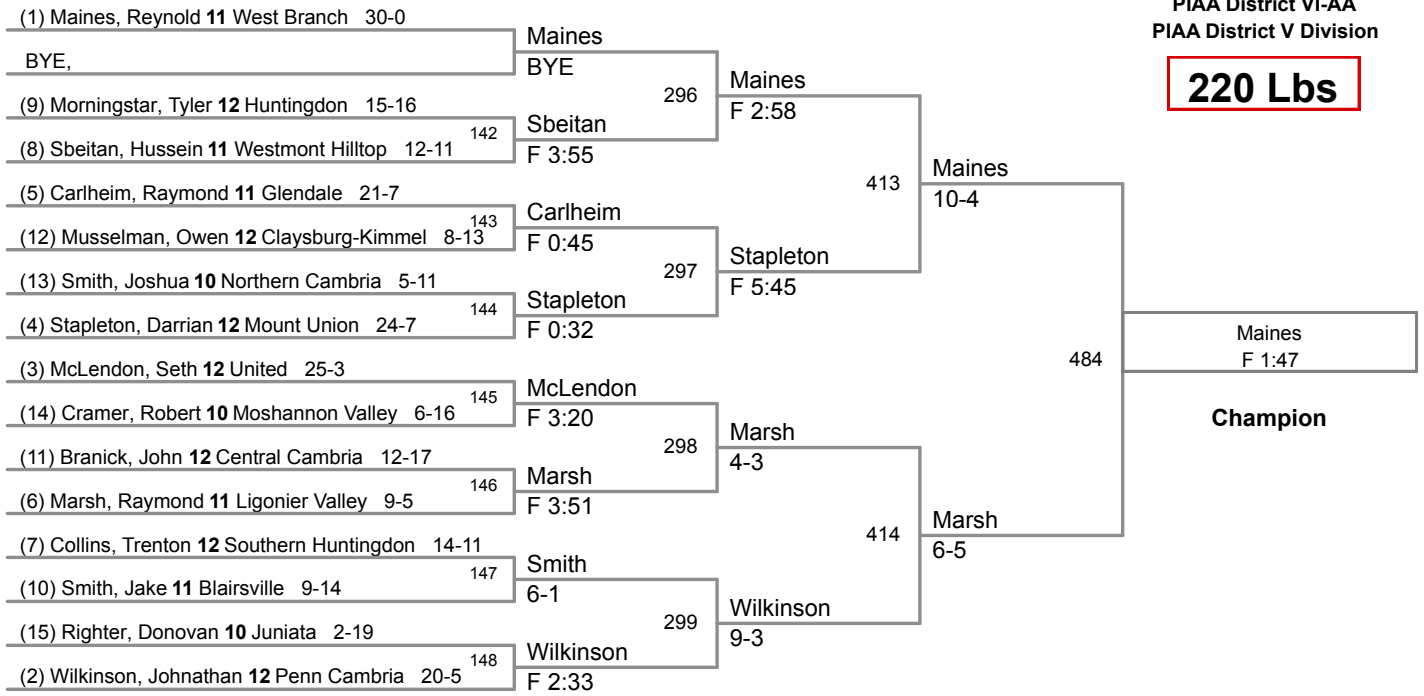 PIAA District VI-AA
PIAA District V Division
220 Lbs
(1) Maines, Reynold 11 West Branch 30-0
BYE,
(9) Morningstar, Tyler 12 Huntingdon 15-16
142
(8) Sbeitan, Hussein 11 Westmont Hilltop 12-11
(5) Carlheim, Raymond 11 Glendale 21-7
143
(12) Musselman, Owen 12 Claysburg-Kimmel 8-13
(13) Smith, Joshua 10 Northern Cambria 5-11
144
(4) Stapleton, Darrian 12 Mount Union 24-7
(3) McLendon, Seth 12 United 25-3
145
(14) Cramer, Robert 10 Moshannon Valley 6-16
(11) Branick, John 12 Central Cambria 12-17
146
(6) Marsh, Raymond 11 Ligonier Valley 9-5
(7) Collins, Trenton 12 Southern Huntingdon 14-11
147
(10) Smith, Jake 11 Blairsville 9-14
(15) Righter, Donovan 10 Juniata 2-19
148
(2) Wilkinson, Johnathan 12 Penn Cambria 20-5
Maines
BYE
296
Sbeitan
F 3:55
Carlheim
F 0:45
297
Stapleton
F 0:32
McLendon
F 3:20
298
Marsh
F 3:51
Smith
6-1
299
Wilkinson
F 2:33
Maines
F 2:58
413
Stapleton
F 5:45
Marsh
4-3
414
Wilkinson
9-3
Maines
10-4
484
Marsh
6-5
Maines
F 1:47
Champion